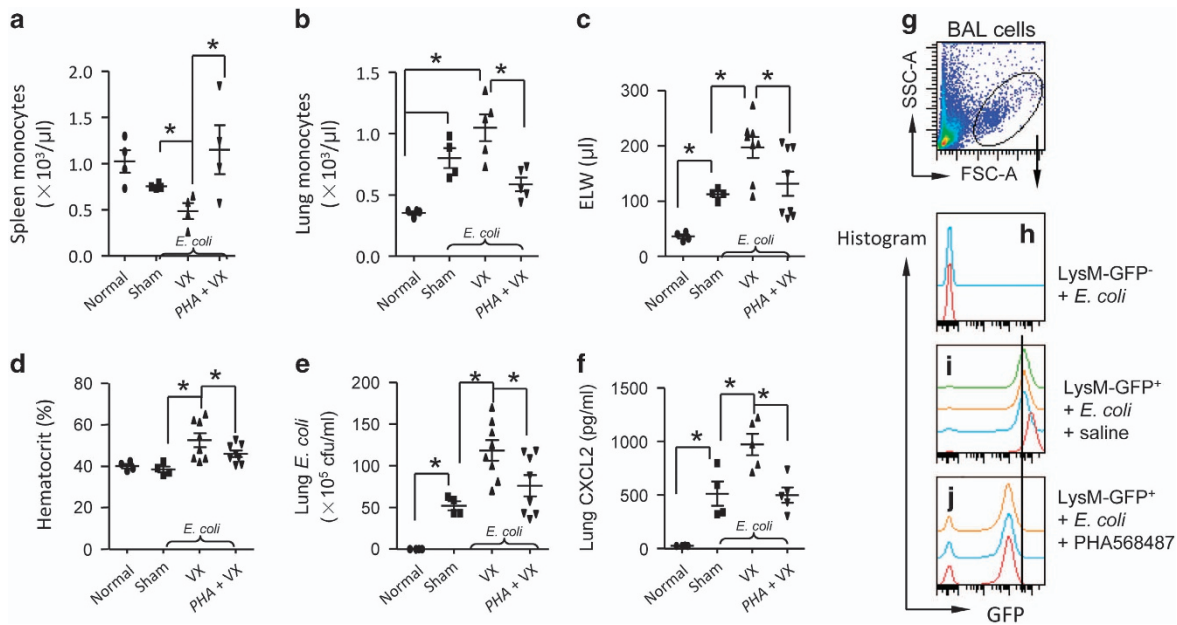 a
Spleen monocytes
(× 10³/µl)
2.0
1.5
1.0
0.5
0.0
*
*
E. coli
Normal
Sham
VX
PHA + VX
b
Lung monocytes
(× 10³/µl)
1.5
1.0
0.5
0.0
*
*
E. coli
Normal
Sham
VX
PHA + VX
c
ELW (µl)
300
200
100
0
*
*
*
E. coli
Normal
Sham
VX
PHA + VX
d
Hematocrit (%)
80
60
40
20
0
*
*
E. coli
Normal
Sham
VX
PHA + VX
e
Lung E. coli
(× 10⁵ cfu/ml)
200
150
100
50
0
*
*
*
E. coli
Normal
Sham
VX
PHA + VX
f
Lung CXCL2 (pg/ml)
1500
1000
500
0
*
*
*
E. coli
Normal
Sham
VX
PHA + VX
g
BAL cells
SSC-A
FSC-A
Histogram
h
LysM-GFP⁻
+ E. coli
i
LysM-GFP⁺
+ E. coli
+ saline
j
LysM-GFP⁺
+ E. coli
+ PHA568487
GFP